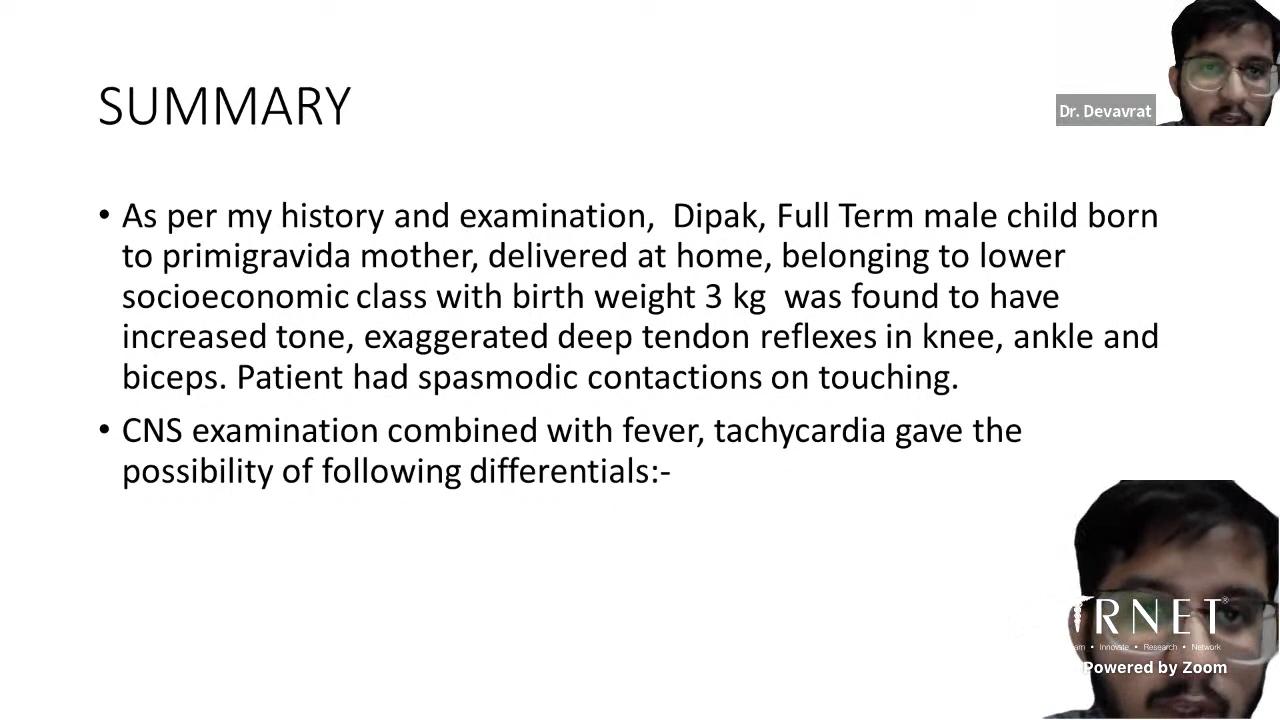 SUMMARY
Dr. Devavrat
• As per my history and examination, Dipak, Full Term male child born
to primigravida mother, delivered at home, belonging to lower
socioeconomic class with birth weight 3 kg was found to have
increased tone, exaggerated deep tendon reflexes in knee, ankle and
biceps. Patient had spasmodic contactions on touching.
• CNS examination combined with fever, tachycardia gave the
possibility of following differentials:-
RNET®
• Innovate • Research • Network
Powered by Zoom